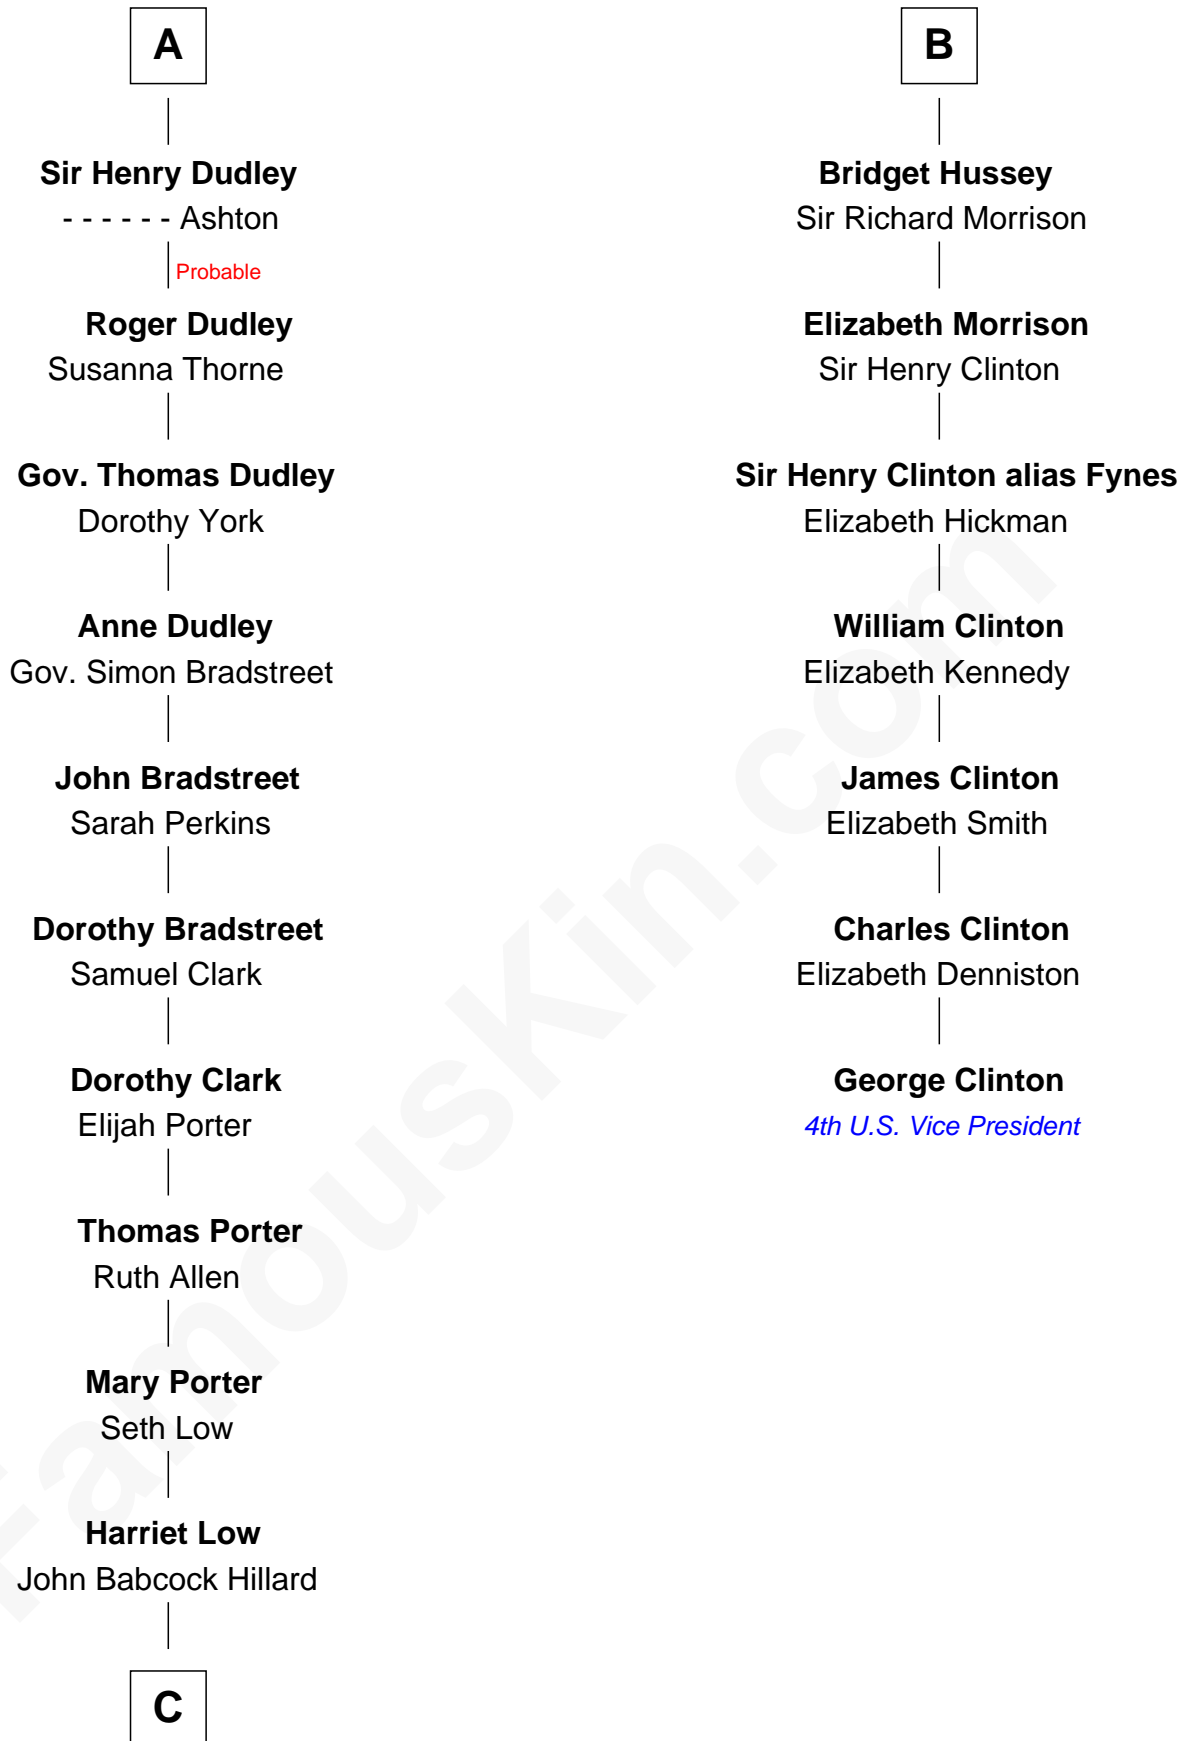 A
Sir Henry Dudley
- - - - - - Ashton
Probable
Roger Dudley
Susanna Thorne
Gov. Thomas Dudley
Dorothy York
Anne Dudley
Gov. Simon Bradstreet
John Bradstreet
Sarah Perkins
Dorothy Bradstreet
Samuel Clark
Dorothy Clark
Elijah Porter
Thomas Porter
Ruth Allen
Mary Porter
Seth Low
Harriet Low
John Babcock Hillard
C
B
Bridget Hussey
Sir Richard Morrison
Elizabeth Morrison
Sir Henry Clinton
Sir Henry Clinton alias Fynes
Elizabeth Hickman
William Clinton
Elizabeth Kennedy
James Clinton
Elizabeth Smith
Charles Clinton
Elizabeth Denniston
George Clinton
4th U.S. Vice President
FamousKin.com